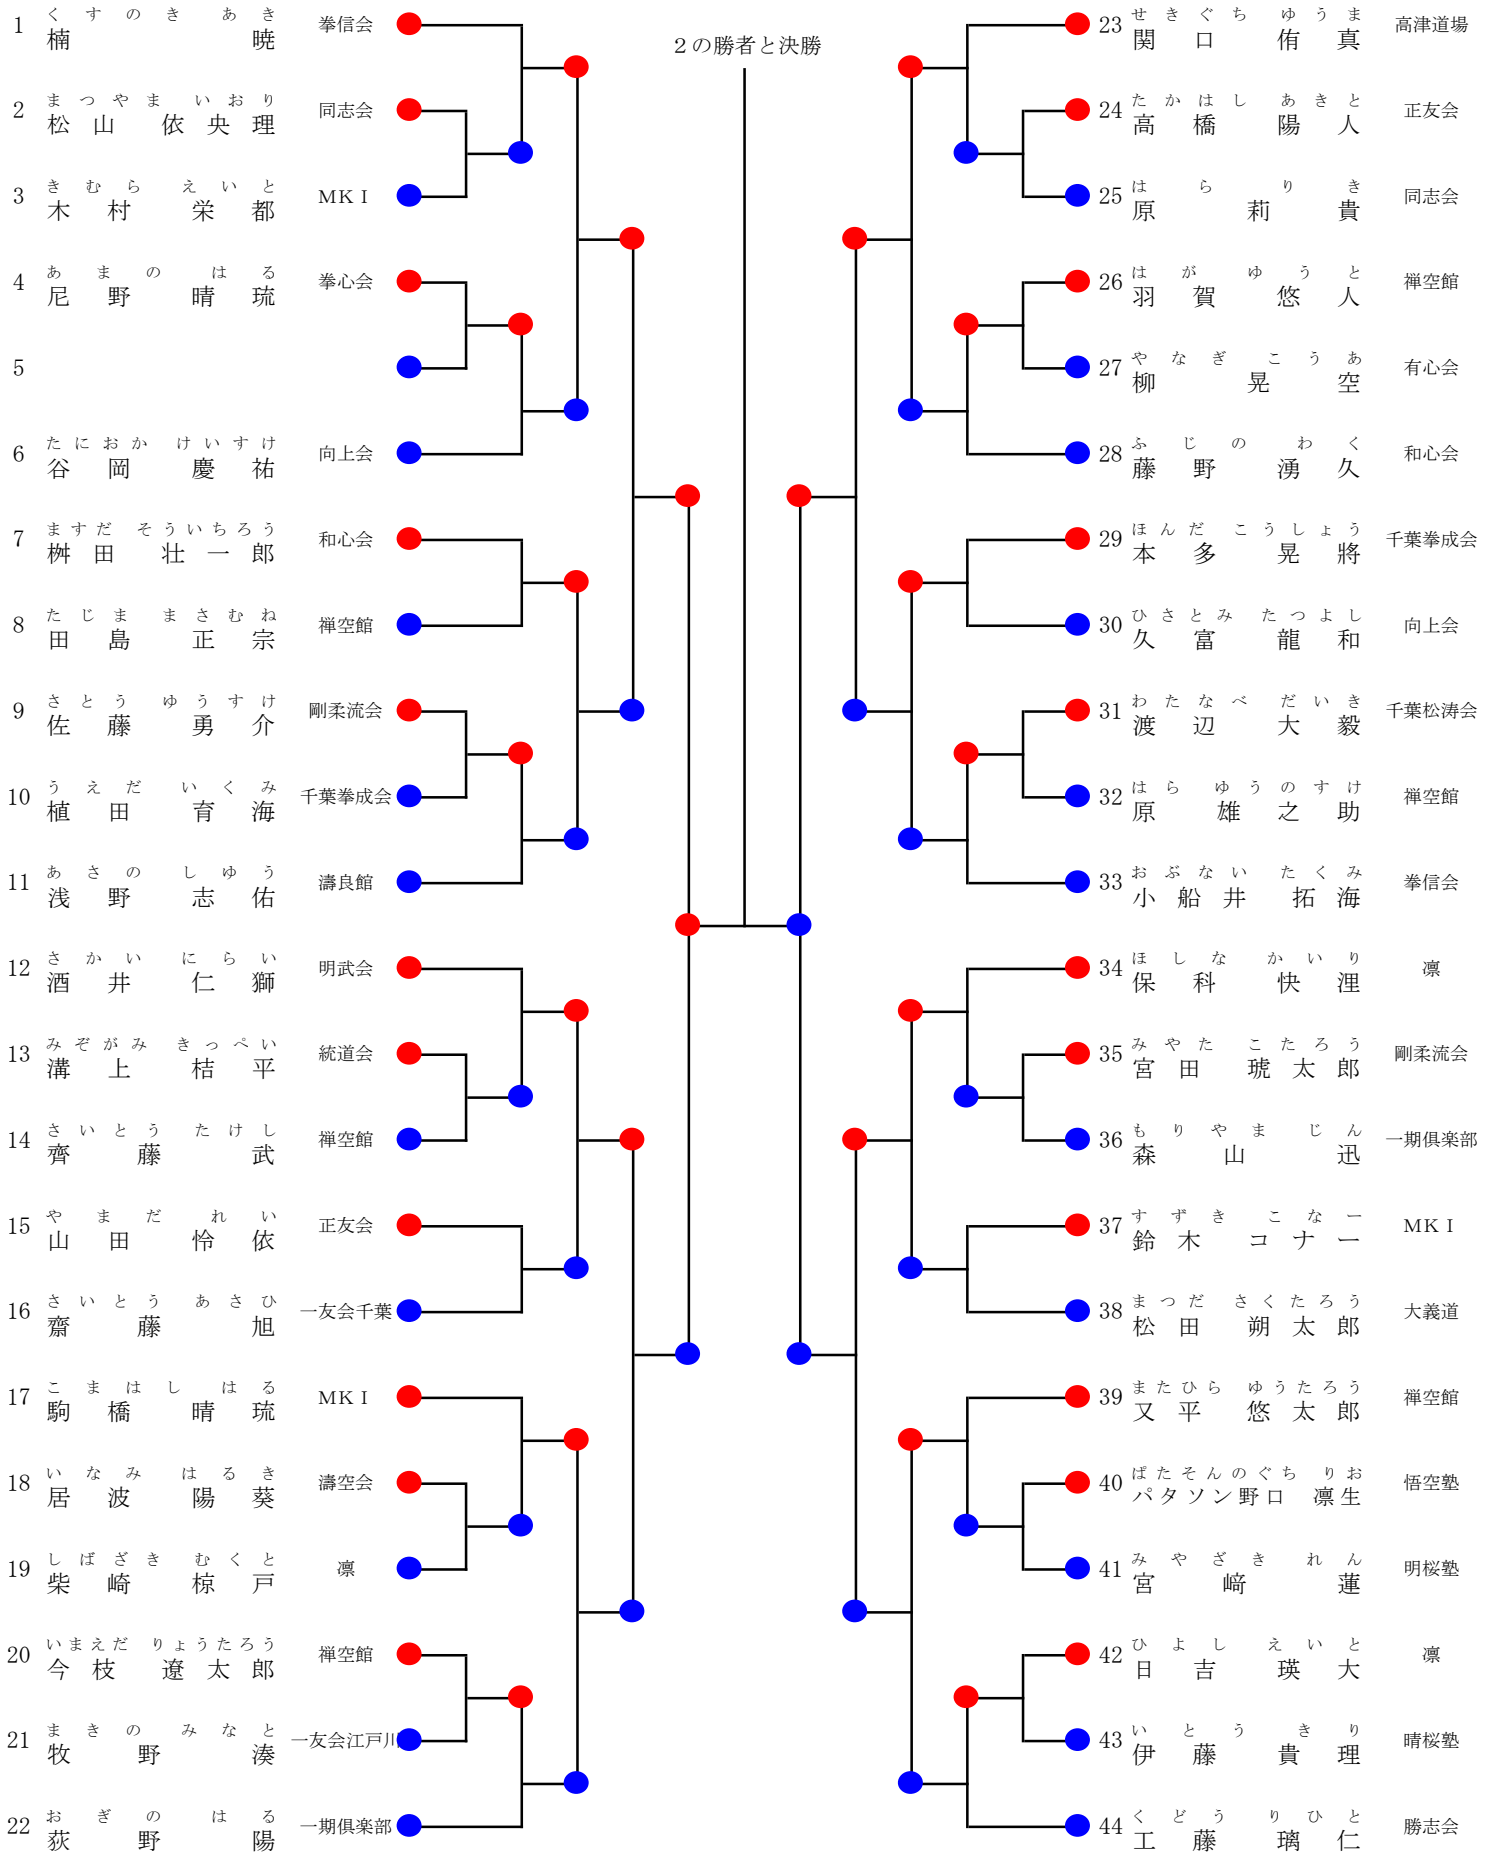 ２の勝者と決勝
くすのき あき
1 楠 暁 拳信会
まつやま いおり
2 松山 依央理 同志会
きむら えいと
3 木村 栄都 ＭＫＩ
あまの はる
4 尼野 晴琉 拳心会
5
たにおか けいすけ
6 谷岡 慶祐 向上会
ますだ そういちろう
7 桝田 壮一郎 和心会
たじま まさむね
8 田島 正宗 禅空館
さとう ゆうすけ
9 佐藤 勇介 剛柔流会
うえだ いくみ
10 植田 育海 千葉拳成会
あさの しゆう
11 浅野 志佑 濤良館
さかい にらい
12 酒井 仁獅 明武会
みぞがみ きっぺい
13 溝上 桔平 統道会
さいとう たけし
14 齊藤 武 禅空館
やまだ れい
15 山田 怜依 正友会
さいとう あさひ
16 齋藤 旭 一友会千葉
こまはし はる
17 駒橋 晴琉 ＭＫＩ
いなみ はるき
18 居波 陽葵 濤空会
しばざき むくと
19 柴崎 椋戸 凛
いまえだ りょうたろう
20 今枝 遼太郎 禅空館
まきの みなと
21 牧野 湊 一友会江戸川
おぎの はる
22 荻野 陽 一期倶楽部
せきぐち ゆうま
23 関口 侑真 高津道場
たかはし あきと
24 高橋 陽人 正友会
はら りき
25 原 莉貴 同志会
はが ゆうと
26 羽賀 悠人 禅空館
やなぎ こうあ
27 柳 晃空 有心会
ふじの わく
28 藤野 湧久 和心会
ほんだ こうしょう
29 本多 晃將 千葉拳成会
ひさとみ たつよし
30 久富 龍和 向上会
わたなべ だいき
31 渡辺 大毅 千葉松涛会
はら ゆうのすけ
32 原 雄之助 禅空館
おぶない たくみ
33 小船井 拓海 拳信会
ほしな かいり
34 保科 快浬 凛
みやた こたろう
35 宮田 琥太郎 剛柔流会
もりやま じん
36 森山 迅 一期倶楽部
すずき こなー
37 鈴木 コナー ＭＫＩ
まつだ さくたろう
38 松田 朔太郎 大義道
またひら ゆうたろう
39 又平 悠太郎 禅空館
ぱたそんのぐち りお
40 パタソン野口 凛生 悟空塾
みやざき れん
41 宮﨑 蓮 明桜塾
ひよし えいと
42 日吉 瑛大 凛
いとう きり
43 伊藤 貴理 晴桜塾
くどう りひと
44 工藤 璃仁 勝志会